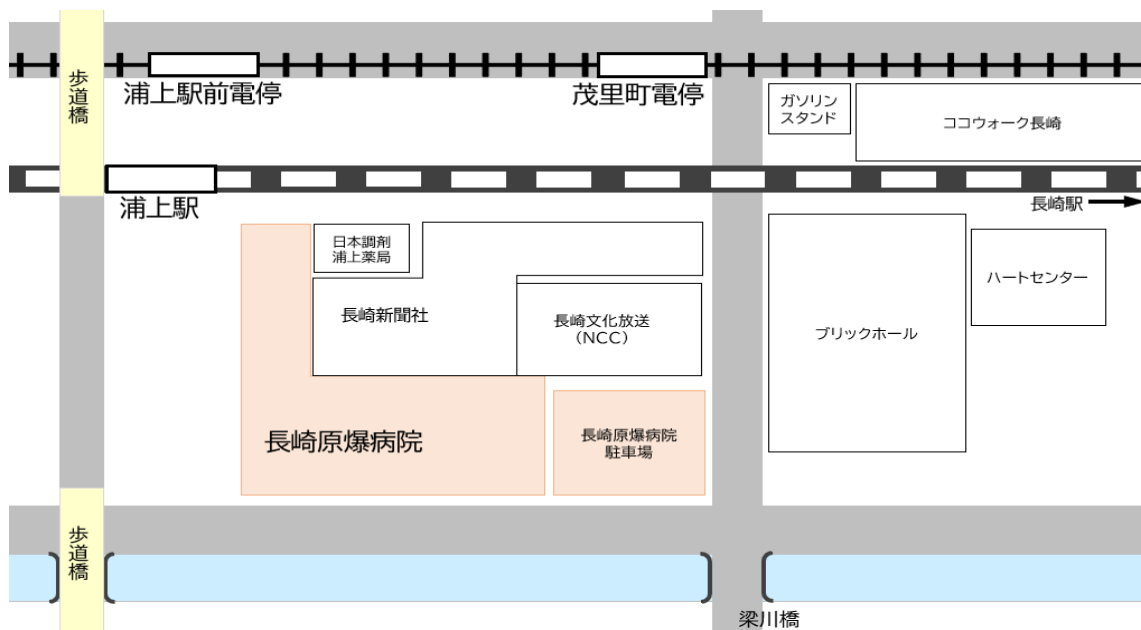 歩道橋
浦上駅前電停
茂里町電停
ガソリン
スタンド
ココウォーク長崎
浦上駅
長崎駅
日本調剤
浦上薬局
長崎新聞社
長崎文化放送
(NCC)
ブリックホール
ハートセンター
長崎原爆病院
長崎原爆病院
駐車場
歩道橋
梁川橋